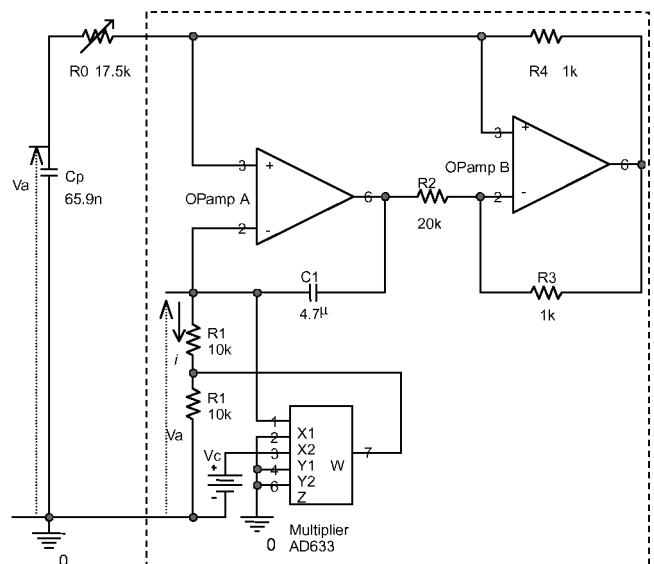 R0 17.5k
R4 1k
Va
Cp
65.9n
3
+
OPamp A
6
2
-
R2
20k
3
+
OPamp B
6
2
-
R3
1k
C1
4.7µ
i
R1
10k
R1
10k
Va
Vc
+
-
1
2
3
4
6
X1
X2
Y1
Y2
Z
W
7
0
0
Multiplier
AD633